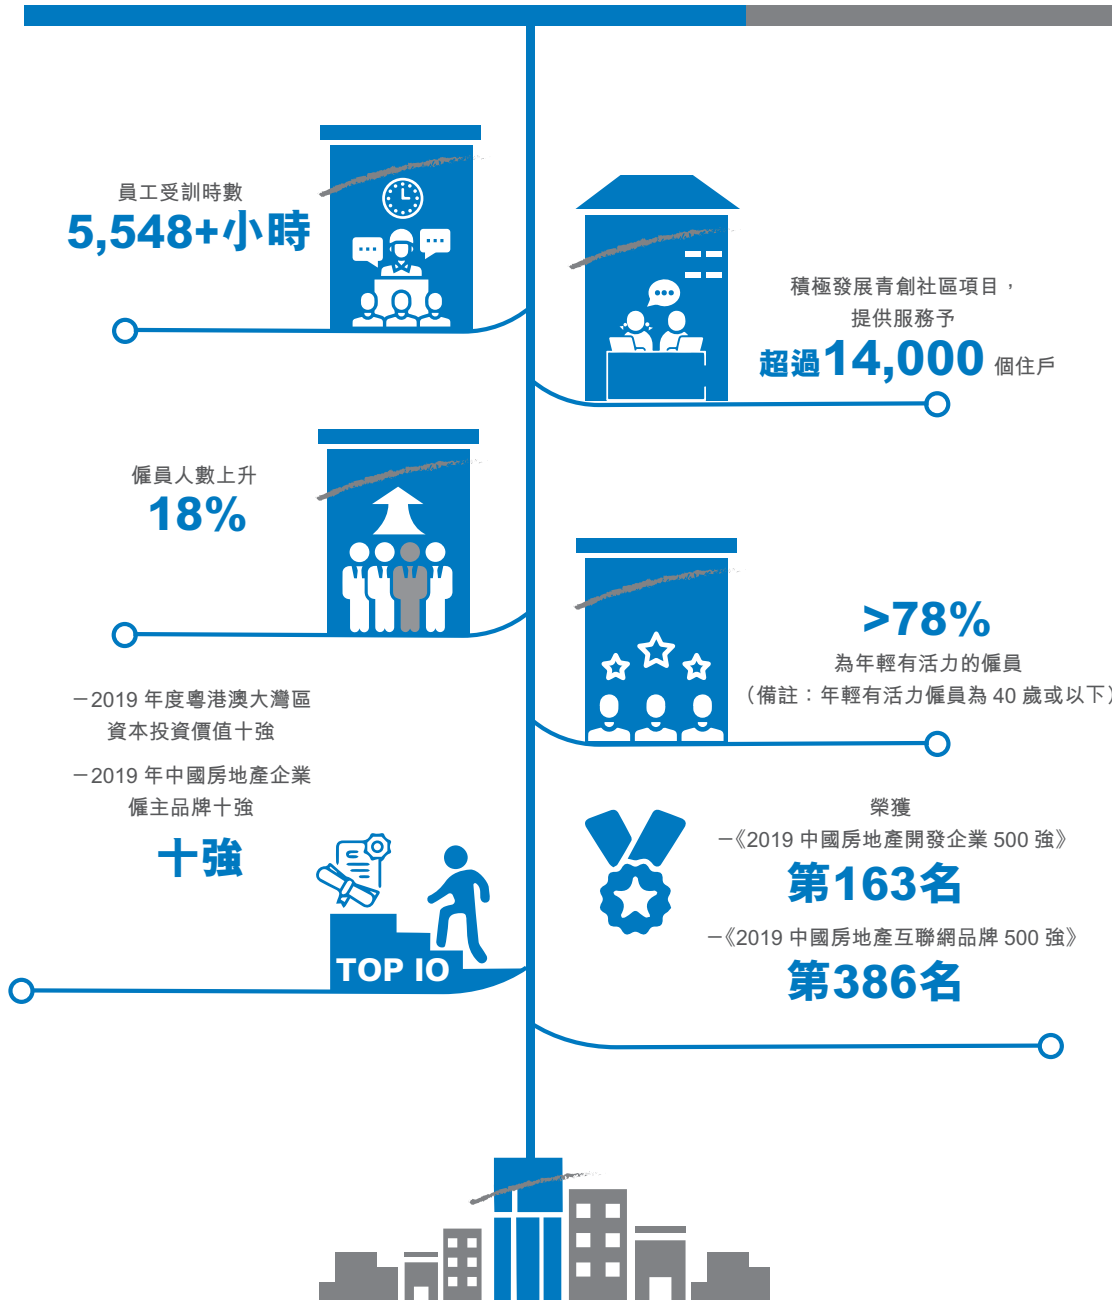 員工受訓時數
5,548+小時
積極發展青創社區項目，
提供服務予
超過14,000 個住戶
僱員人數上升
18%
>78%
為年輕有活力的僱員
（備註：年輕有活力僱員為 40 歲或以下）
－2019 年度粵港澳大灣區
資本投資價值十強
－2019 年中國房地產企業
僱主品牌十強
十強
TOP IO
榮獲
－《2019 中國房地產開發企業 500 強》
第163名
－《2019 中國房地產互聯網品牌 500 強》
第386名